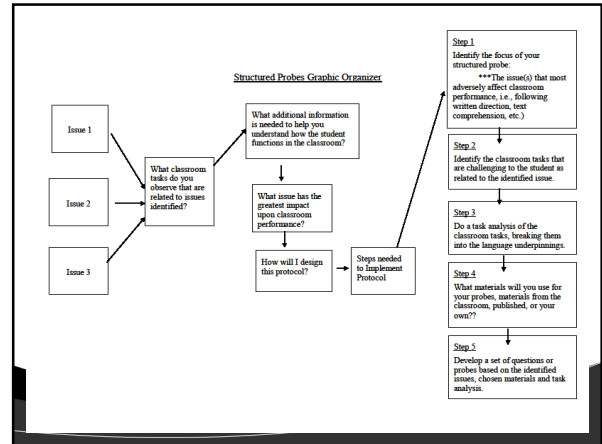 Structured Probes Graphic Organizer
Issue 1
Issue 2
Issue 3
What classroom
tasks do you
observe that are
related to issues
identified?
What additional information
is needed to help you
understand how the student
functions in the classroom?
What issue has the
greatest impact
upon classroom
performance?
How will I design
this protocol?
Steps needed
to Implement
Protocol
Step 1
Identify the focus of your
structured probe:
***The issue(s) that most
adversely affect classroom
performance, i.e., following
written direction, text
comprehension, etc.)
Step 2
Identify the classroom tasks that
are challenging to the student as
related to the identified issue.
Step 3
Do a task analysis of the
classroom tasks, breaking them
into the language underpinnings.
Step 4
What materials will you use for
your probes, materials from the
classroom, published, or your
own??
Step 5
Develop a set of questions or
probes based on the identified
issues, chosen materials and task
analysis.